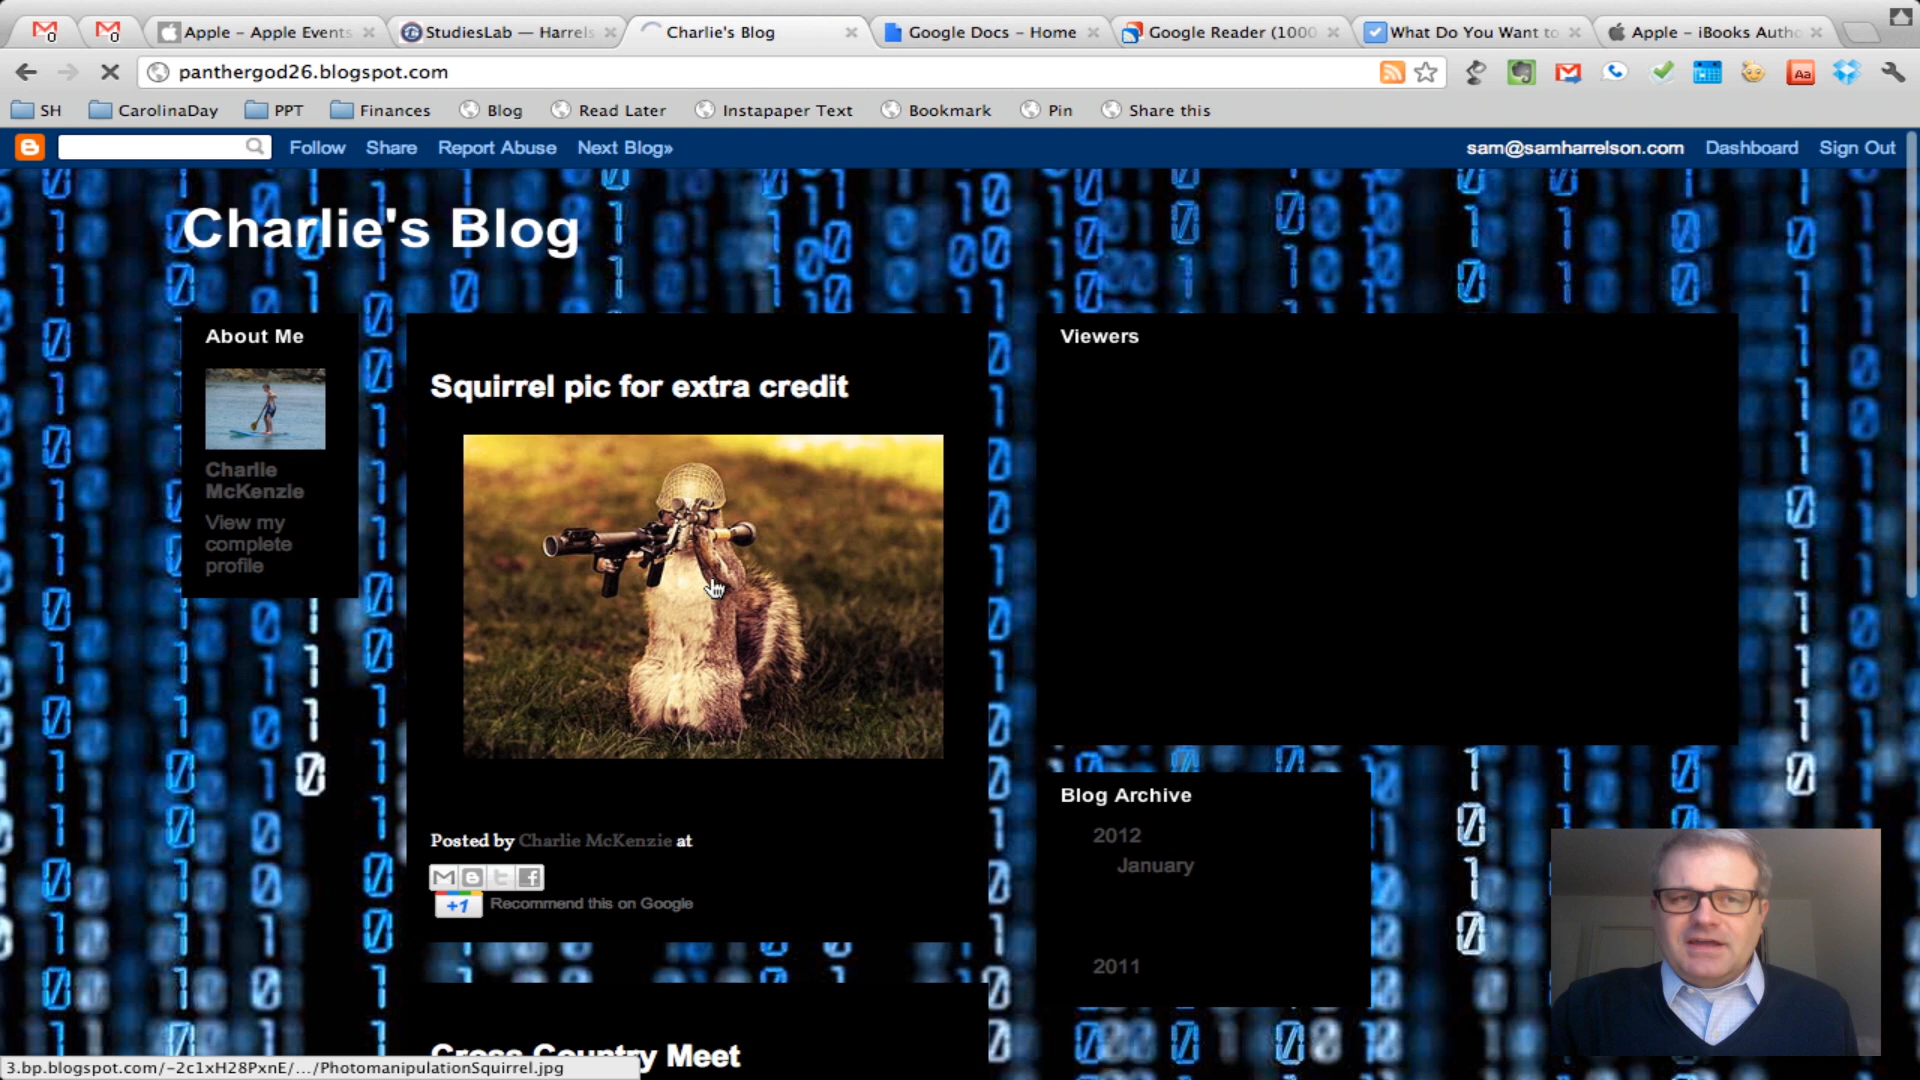 0
0
Apple – Apple Events
StudiesLab — Harrels
Charlie's Blog
Google Docs – Home
Google Reader (1000
What Do You Want to
Apple – iBooks Autho
panthergod26.blogspot.com
Aa
SH
CarolinaDay
PPT
Finances
Blog
Read Later
Instapaper Text
Bookmark
Pin
Share this
Follow
Share
Report Abuse
Next Blog»
sam@samharrelson.com
Dashboard
Sign Out
Charlie's Blog
About Me
Charlie
McKenzie
View my
complete
profile
Squirrel pic for extra credit
Posted by Charlie McKenzie at
+1
Recommend this on Google
Cross Country Meet
Viewers
Blog Archive
2012
January
2011
3.bp.blogspot.com/-2c1xH28PxnE/.../PhotomanipulationSquirrel.jpg